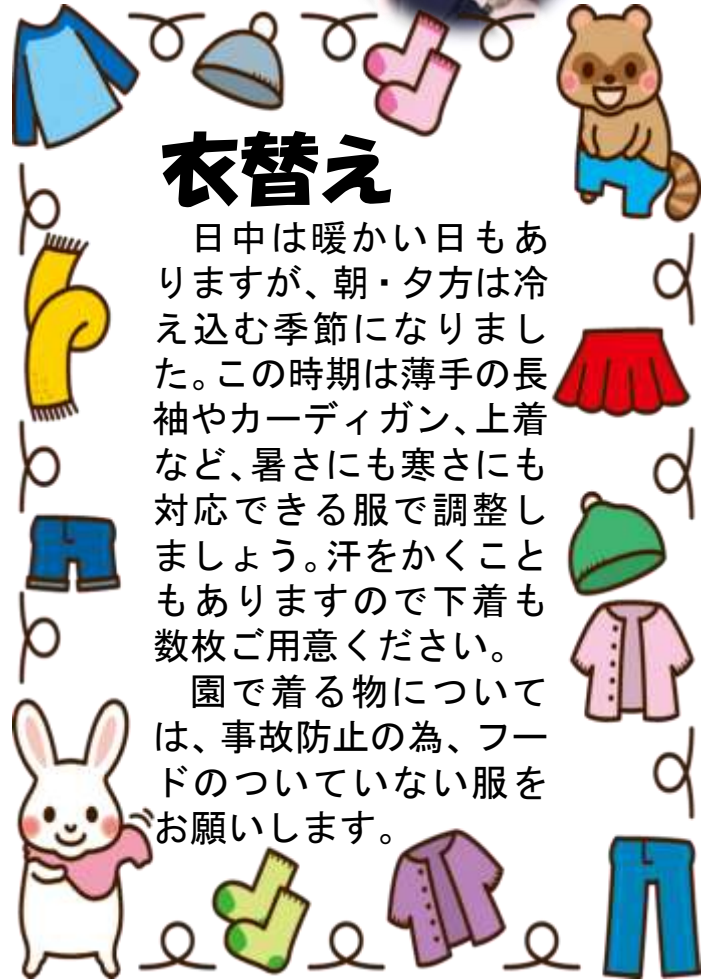 衣替え
日中は暖かい日もあ
りますが、朝・夕方は冷
え込む季節になりまし
た。この時期は薄手の長
袖やカーディガン、上着
など、暑さにも寒さにも
対応できる服で調整し
ましょう。汗をかくこと
もありますので下着も
数枚ご用意ください。
園で着る物について
は、事故防止の為、フー
ドのついていない服を
お願いします。